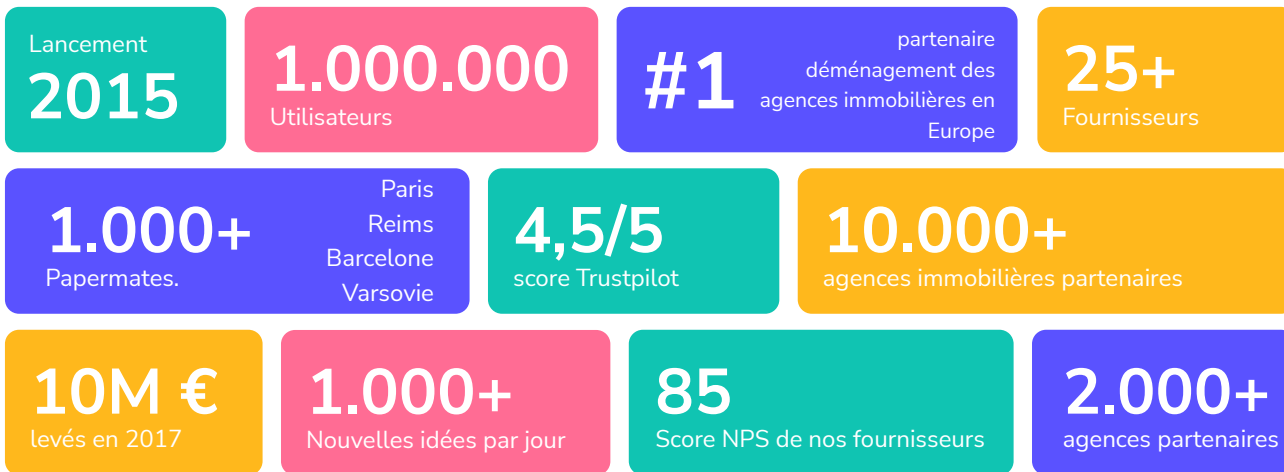 Lancement
2015
1.000.000
Utilisateurs
#1
partenaire
déménagement des
agences immobilières en
Europe
25+
Fournisseurs
1.000+
Papermates.
Paris
Reims
Barcelone
Varsovie
4,5/5
score Trustpilot
10.000+
agences immobilières partenaires
10M €
levés en 2017
1.000+
Nouvelles idées par jour
85
Score NPS de nos fournisseurs
2.000+
agences partenaires